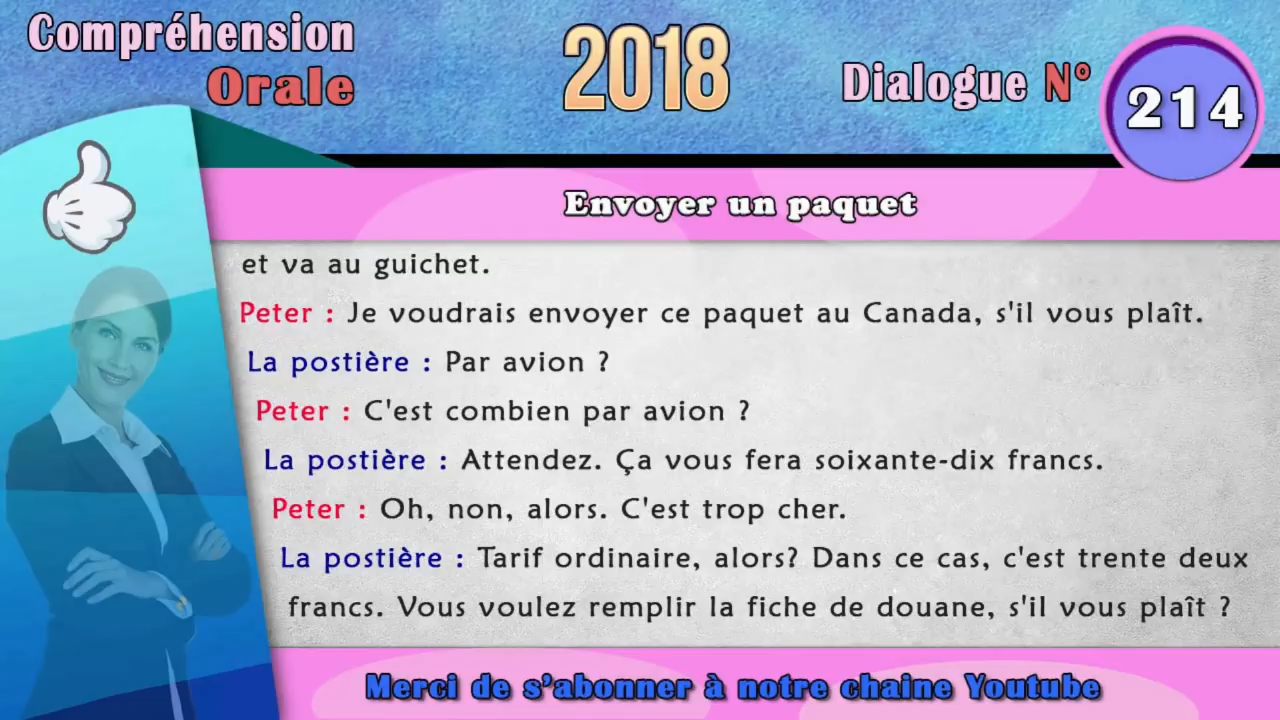 Compréhension
Orale
2018
Dialogue N°
214
Envoyer un paquet
et va au guichet.
Peter : Je voudrais envoyer ce paquet au Canada, s'il vous plaît.
La postière : Par avion ?
Peter : C'est combien par avion ?
La postière : Attendez. Ça vous fera soixante-dix francs.
Peter : Oh, non, alors. C'est trop cher.
La postière : Tarif ordinaire, alors? Dans ce cas, c'est trente deux
francs. Vous voulez remplir la fiche de douane, s'il vous plaît ?
Merci de s'abonner à notre chaine Youtube